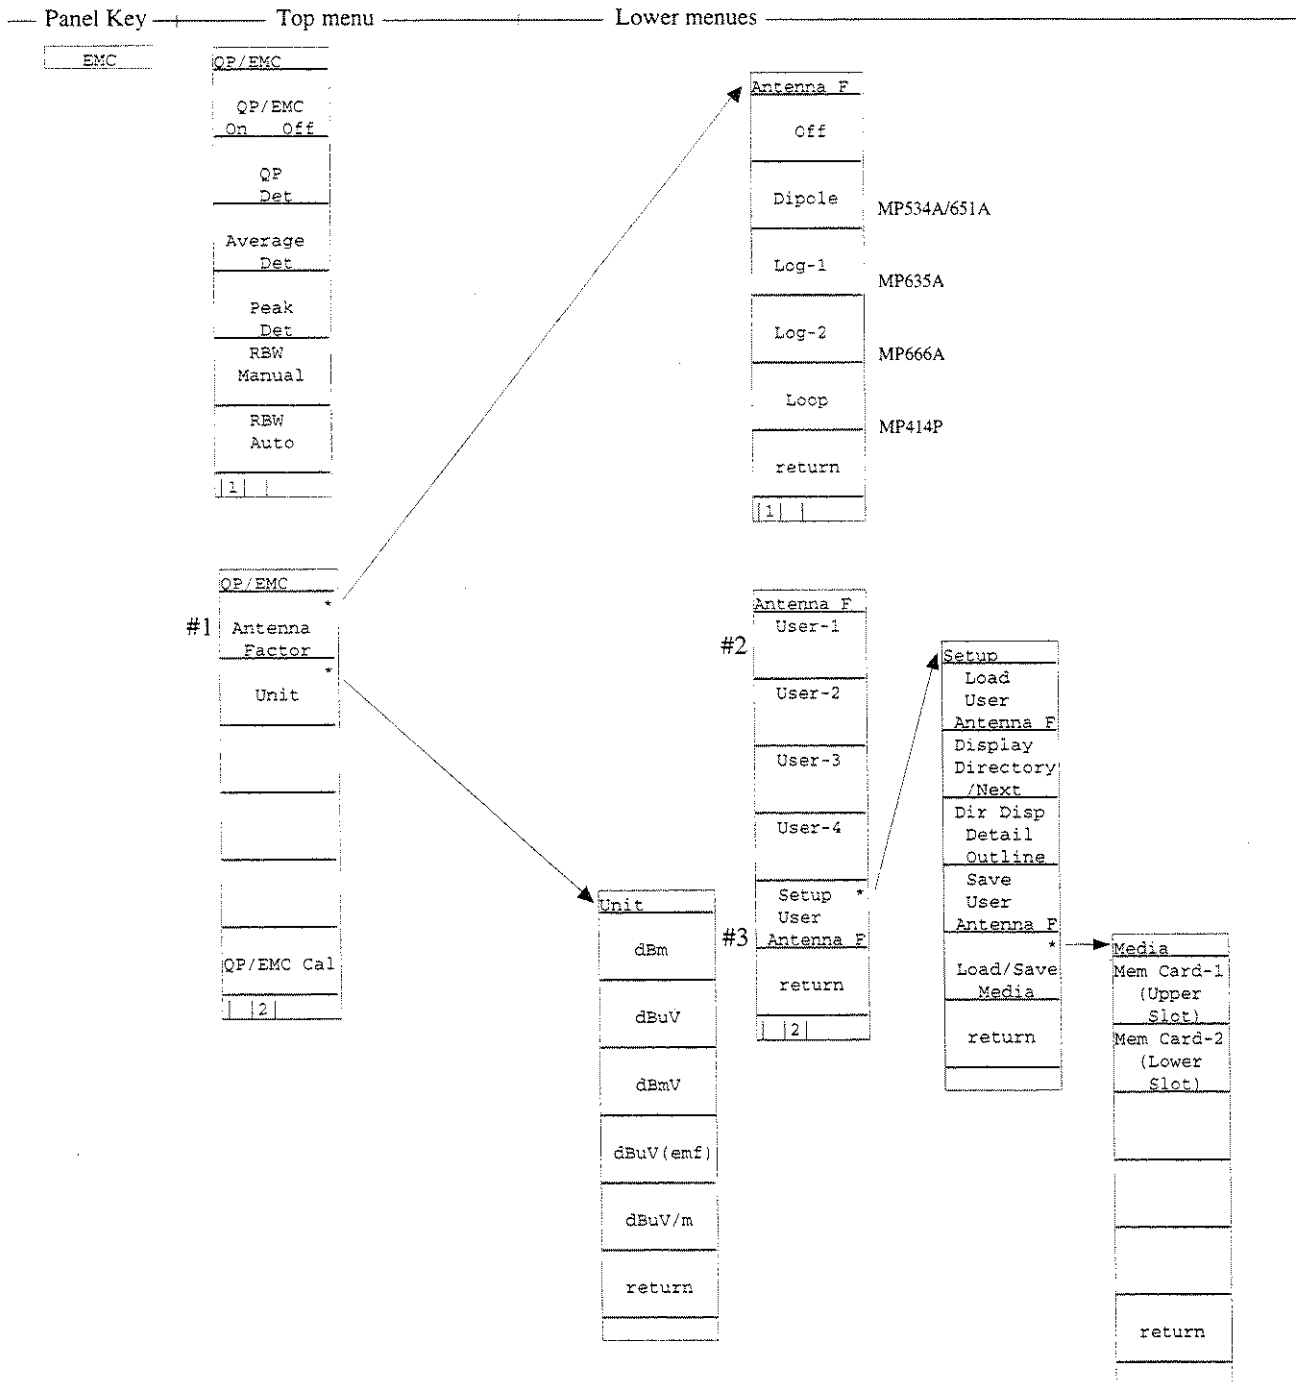 Panel Key
Top menu
Lower menues
EMC
QP/EMC
QP/EMC
On Off
QP
Det
Average
Det
Peak
Det
RBW
Manual
RBW
Auto
1
Antenna F
Off
Dipole
MP534A/651A
Log-1
MP635A
Log-2
MP666A
Loop
MP414P
return
1
QP/EMC
*
#1
Antenna
Factor
*
Unit
QP/EMC Cal
2
Unit
dBm
dBuV
dBmV
dBuV(emf)
dBuV/m
return
Antenna F
#2
User-1
User-2
User-3
User-4
Setup *
User
#3
Antenna F
return
2
Setup
Load
User
Antenna F
Display
Directory
/Next
Dir Disp
Detail
Outline
Save
User
Antenna F
*
Load/Save
Media
return
Media
Mem Card-1
(Upper
Slot)
Mem Card-2
(Lower
Slot)
return